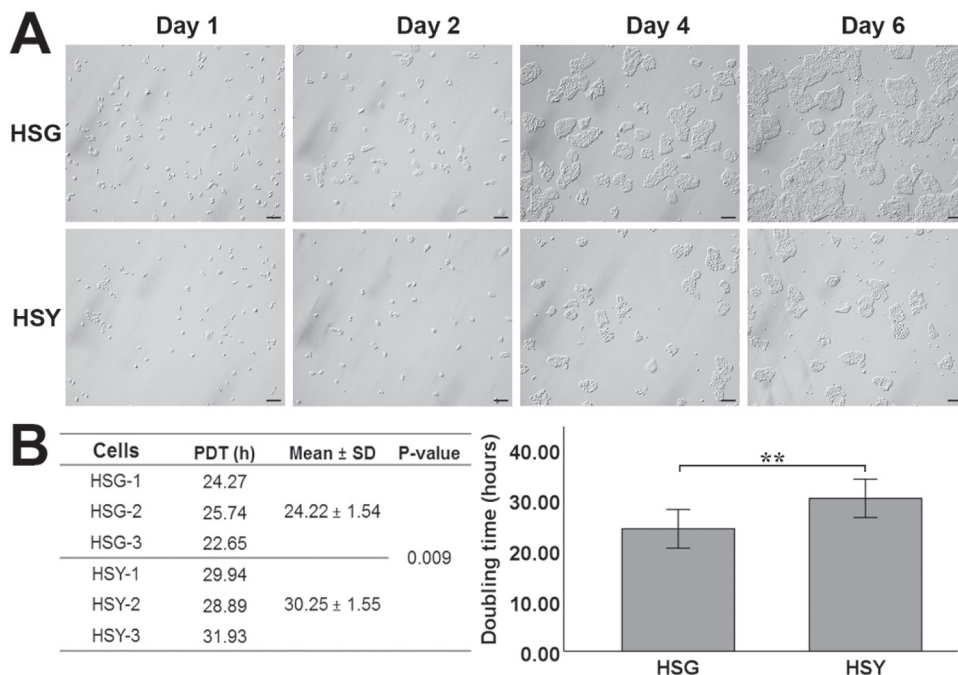 A
Day 1 Day 2 Day 4 Day 6
HSG
HSY
B
Cells PDT (h) Mean ± SD P-value
HSG-1 24.27
HSG-2 25.74 24.22 ± 1.54
HSG-3 22.65
0.009
HSY-1 29.94
HSY-2 28.89 30.25 ± 1.55
HSY-3 31.93
Doubling time (hours)
40.00
30.00
20.00
10.00
0.00
**
HSG HSY